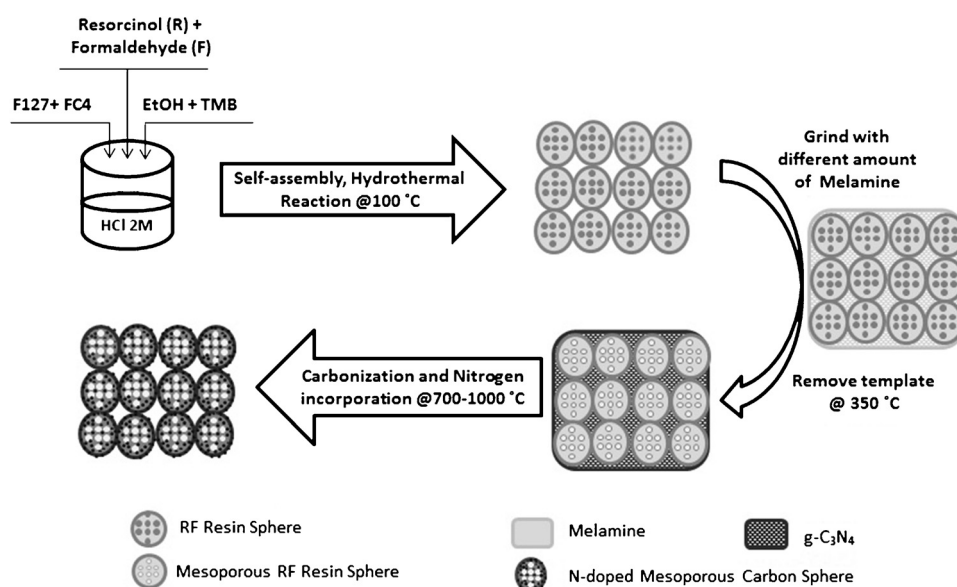 Resorcinol (R) +
Formaldehyde (F)
F127+ FC4
EtOH + TMB
HCl 2M
Self-assembly, Hydrothermal
Reaction @100 ˚C
Grind with
different amount
of Melamine
Remove template
@ 350 ˚C
Carbonization and Nitrogen
incorporation @700-1000 ˚C
RF Resin Sphere
Melamine
g-C₃N₄
Mesoporous RF Resin Sphere
N-doped Mesoporous Carbon Sphere